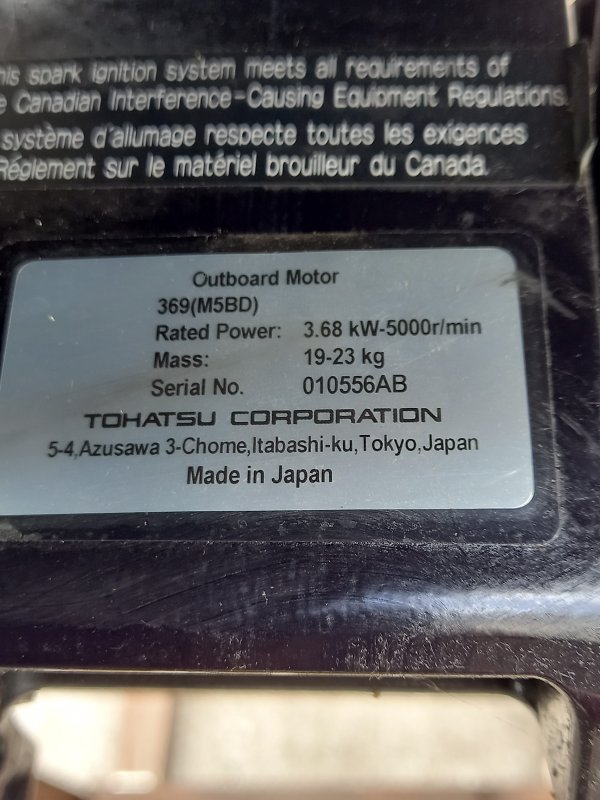 his spark ignition system meets all requirements of
e Canadian Interference-Causing Equipment Regulations.
système d'allumage respecte toutes les exigences
Réglement sur le matériel brouilleur du Canada.
Outboard Motor
369(M5BD)
Rated Power: 3.68 kW-5000r/min
Mass: 19-23 kg
Serial No. 010556AB
TOHATSU CORPORATION
5-4,Azusawa 3-Chome,Itabashi-ku,Tokyo,Japan
Made in Japan